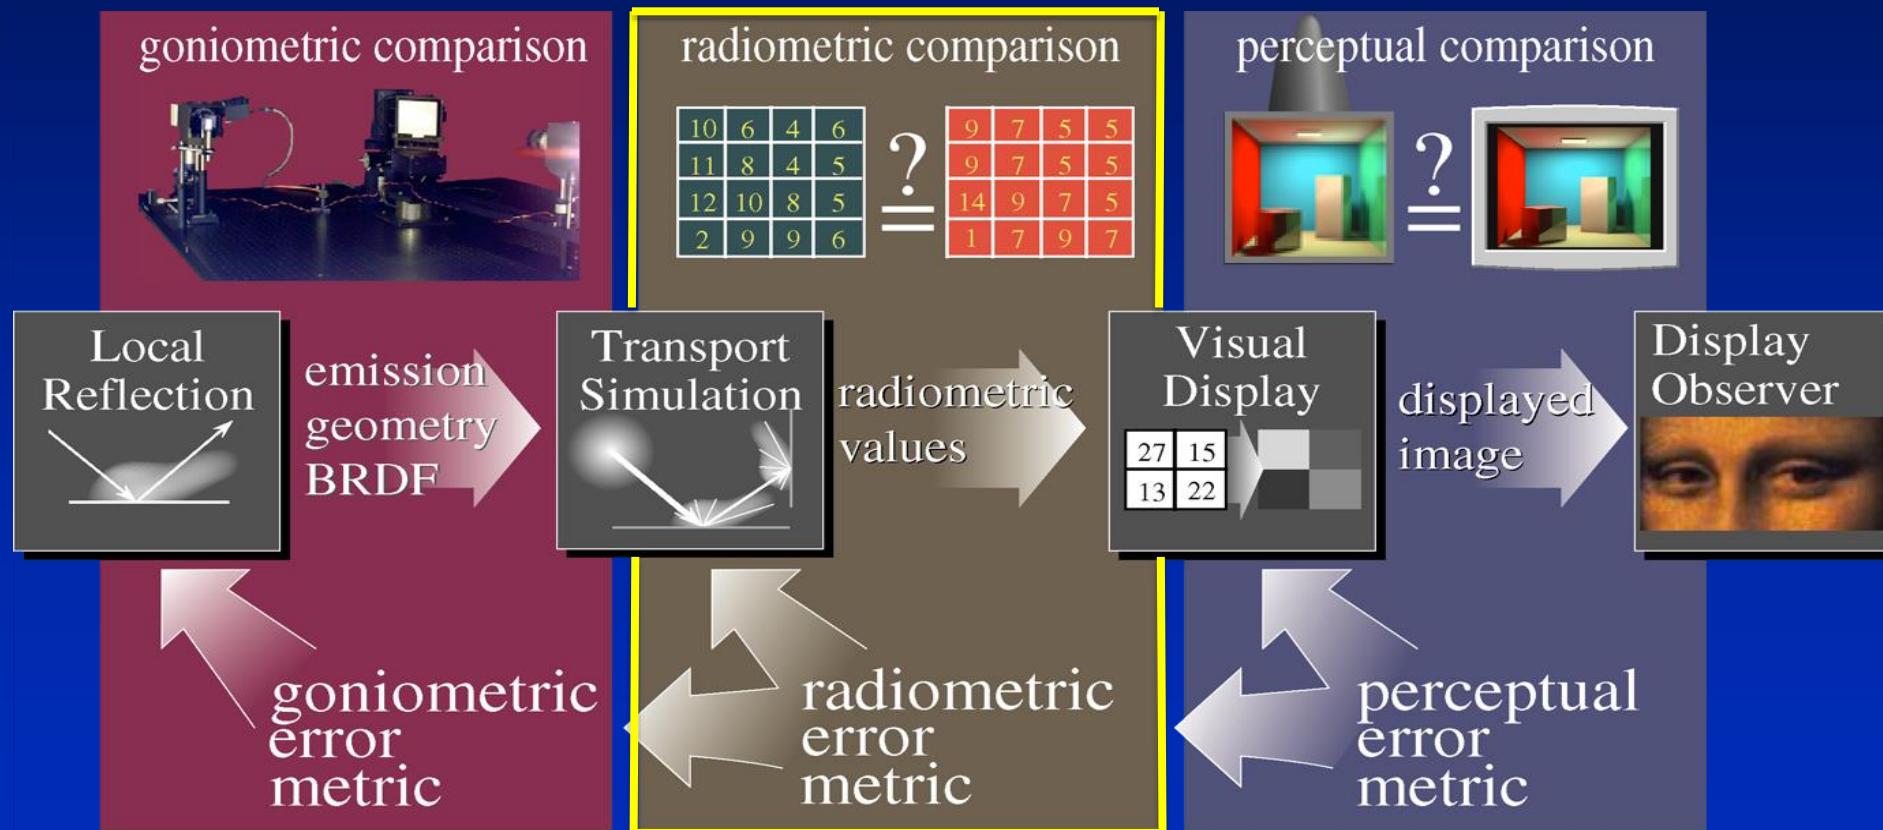 goniometric comparison
radiometric comparison
perceptual comparison
10 6 4 6
11 8 4 5
12 10 8 5
2 9 9 6
?
=
9 7 5 5
9 7 5 5
14 9 7 5
1 7 9 7
?
=
Local
Reflection
emission
geometry
BRDF
Transport
Simulation
radiometric
values
Visual
Display
27 15
13 22
displayed
image
Display
Observer
goniometric
error
metric
radiometric
error
metric
perceptual
error
metric